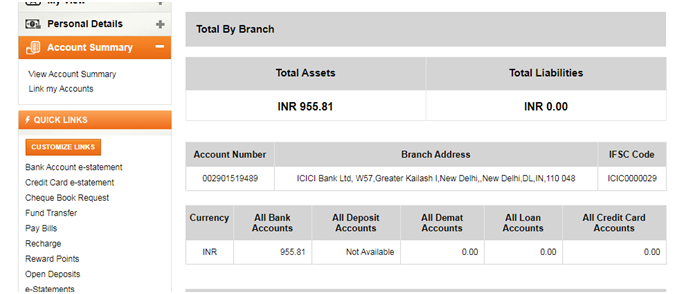 My View
Personal Details
Account Summary
View Account Summary
Link my Accounts
QUICK LINKS
CUSTOMIZE LINKS
Bank Account e-statement
Credit Card e-statement
Cheque Book Request
Fund Transfer
Pay Bills
Recharge
Reward Points
Open Deposits
e-Statements
Total By Branch
Total Assets Total Liabilities
INR 955.81 INR 0.00
Account Number Branch Address IFSC Code
002901519489 ICICI Bank Ltd, W57,Greater Kailash I,New Delhi,,New Delhi,DL,IN,110 048 ICIC0000029
Currency All Bank Accounts All Deposit Accounts All Demat Accounts All Loan Accounts All Credit Card Accounts
INR 955.81 Not Available 0.00 0.00 0.00